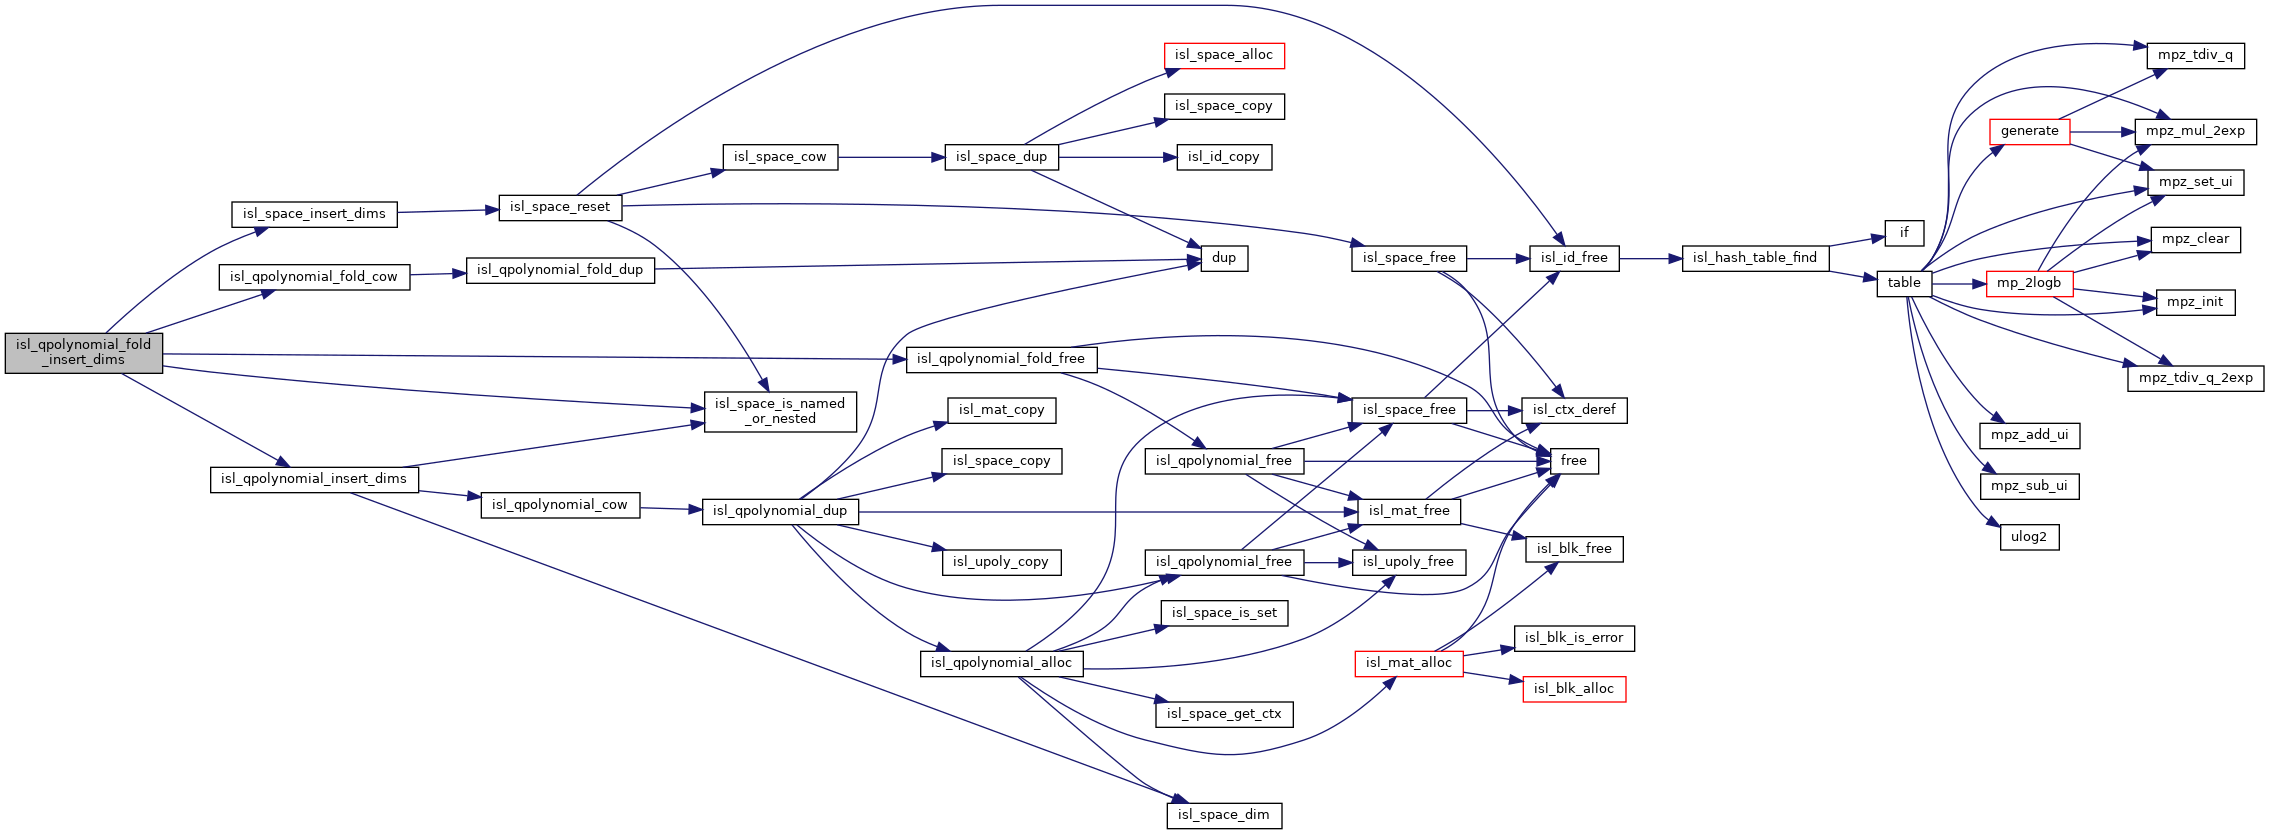 isl_qpolynomial_fold
_insert_dims
isl_space_insert_dims
isl_qpolynomial_fold_cow
isl_qpolynomial_insert_dims
isl_space_reset
isl_qpolynomial_fold_dup
isl_qpolynomial_cow
isl_space_cow
isl_space_is_named
_or_nested
isl_qpolynomial_dup
isl_space_dup
isl_qpolynomial_fold_free
isl_mat_copy
isl_space_copy
isl_upoly_copy
isl_qpolynomial_alloc
isl_space_alloc
isl_space_copy
isl_id_copy
dup
isl_qpolynomial_free
isl_qpolynomial_free
isl_space_is_set
isl_space_get_ctx
isl_space_dim
isl_space_free
isl_space_free
isl_mat_free
isl_upoly_free
isl_mat_alloc
isl_id_free
isl_ctx_deref
free
isl_blk_free
isl_blk_is_error
isl_blk_alloc
isl_hash_table_find
if
table
generate
mp_2logb
mpz_add_ui
mpz_sub_ui
ulog2
mpz_tdiv_q
mpz_mul_2exp
mpz_set_ui
mpz_clear
mpz_init
mpz_tdiv_q_2exp